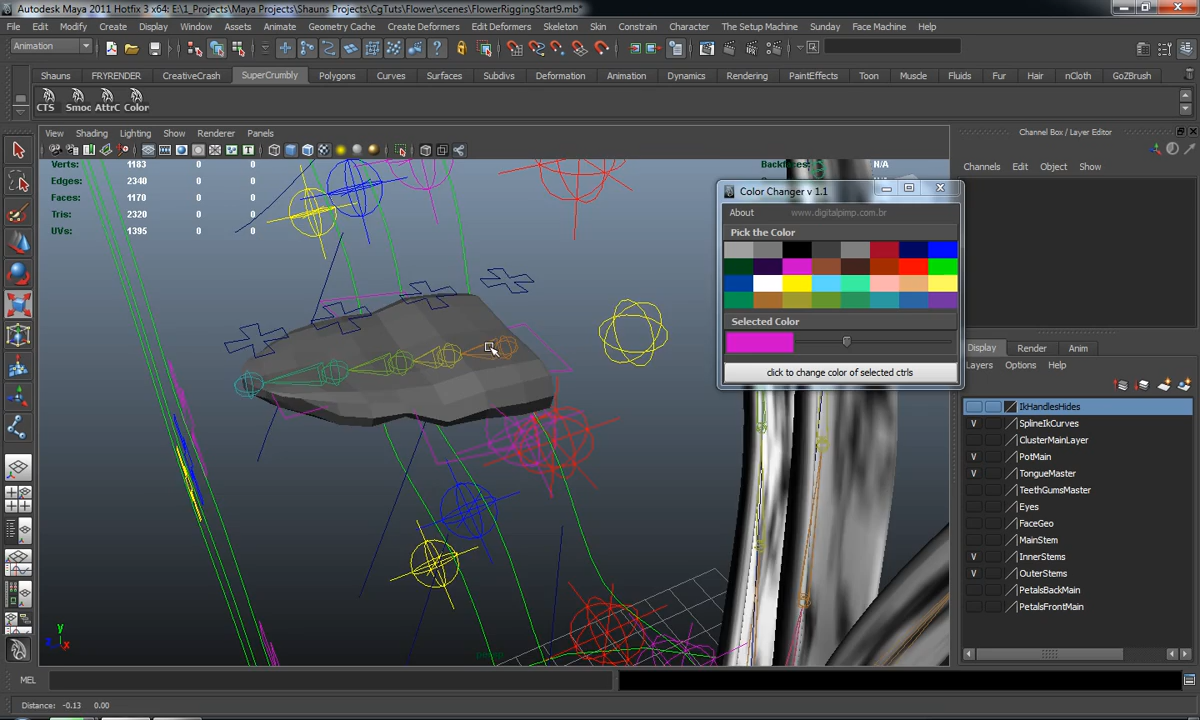 Autodesk Maya 2011 Hotfix 3 x64: E:\1_Projects\Maya Projects\Shauns Projects\CgTuts\Flower\scenes\FlowerRiggingStart9.mb*
File Edit Modify Create Display Window Assets Animate Geometry Cache Create Deformers Edit Deformers Skeleton Skin Constrain Character The Setup Machine Sunday Face Machine Help
Animation
Shauns FRYRENDER CreativeCrash SuperCrumbly Polygons Curves Surfaces Subdivs Deformation Animation Dynamics Rendering PaintEffects Toon Muscle Fluids Fur Hair nCloth GoZBrush
CTS Smoc AttrC Color
View Shading Lighting Show Renderer Panels
Channel Box / Layer Editor
Channels Edit Object Show
Verts: 1183 0 0
Edges: 2340 0 0
Faces: 1170 0 0
Tris: 2320 0 0
UVs: 1395 0 0
N/A
N/A
Color Changer v 1.1
About www.digitalpimp.com.br
Pick the Color
Selected Color
click to change color of selected ctrls
Display Render Anim
Layers Options Help
IkHandlesHides
V SplineIkCurves
ClusterMainLayer
V PotMain
V TongueMaster
TeethGumsMaster
Eyes
FaceGeo
MainStem
V InnerStems
V OuterStems
PetalsBackMain
PetalsFrontMain
y
x
persp
MEL
Distance: -0.13 0.00